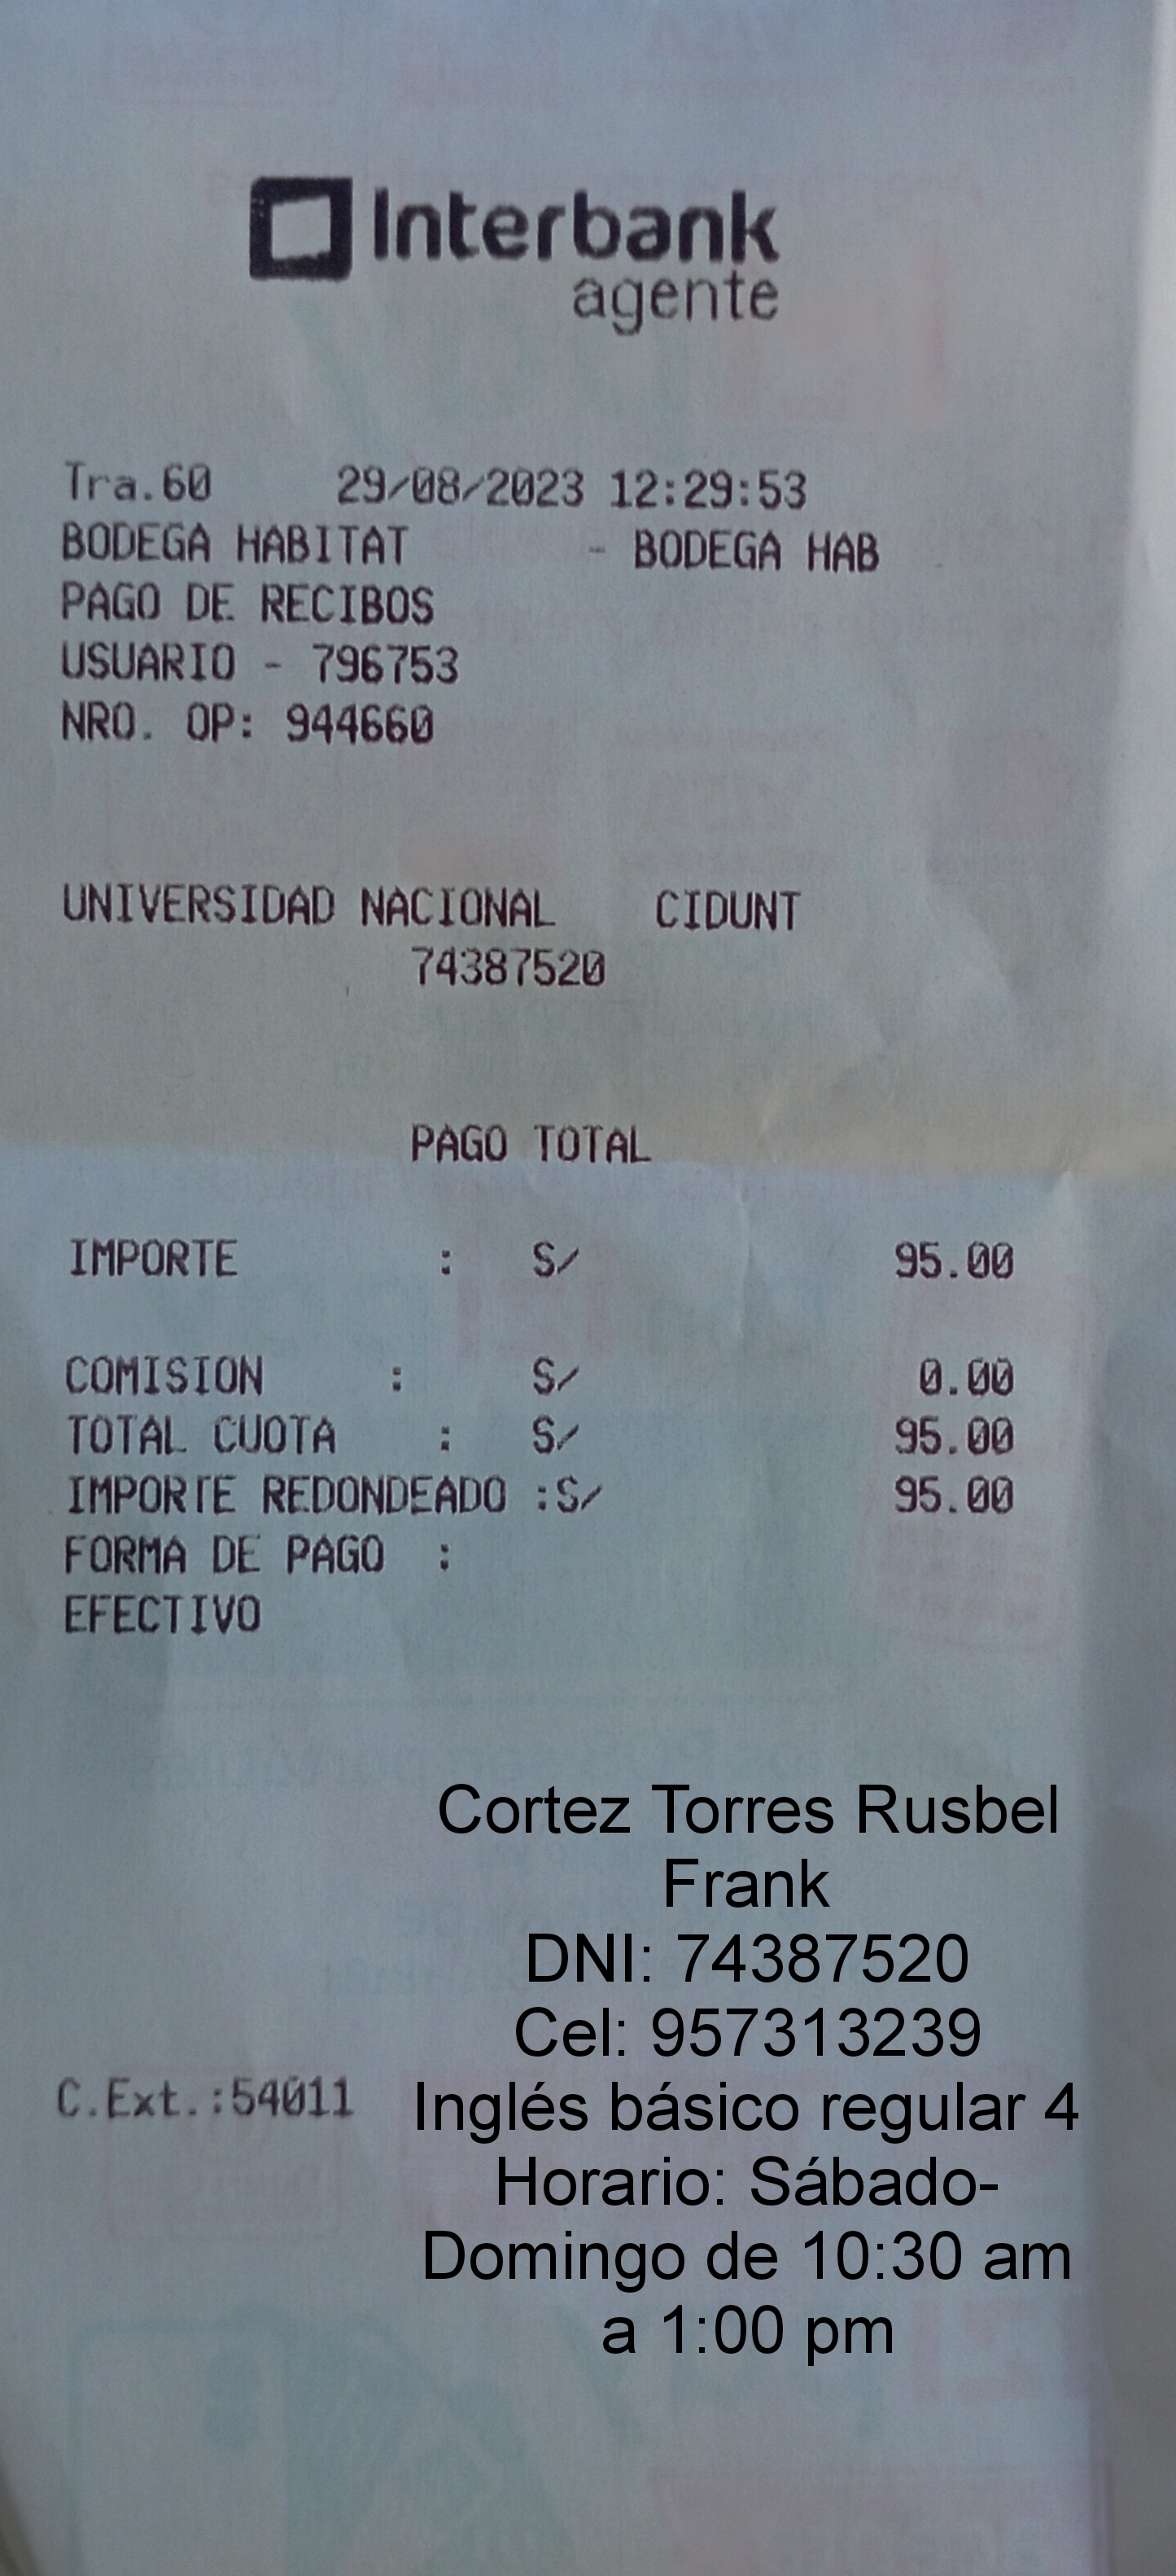 Interbank
agente
Tra.60 29/08/2023 12:29:53
BODEGA HABITAT - BODEGA HAB
PAGO DE RECIBOS
USUARIO - 796753
NRO. OP: 944660
UNIVERSIDAD NACIONAL CIDUNT
74387520
PAGO TOTAL
IMPORTE : S/ 95.00
COMISION : S/ 0.00
TOTAL CUOTA : S/ 95.00
IMPORTE REDONDEADO :S/ 95.00
FORMA DE PAGO :
EFECTIVO
Cortez Torres Rusbel
Frank
DNI: 74387520
Cel: 957313239
C.Ext.:54011
Inglés básico regular 4
Horario: Sábado-
Domingo de 10:30 am
a 1:00 pm